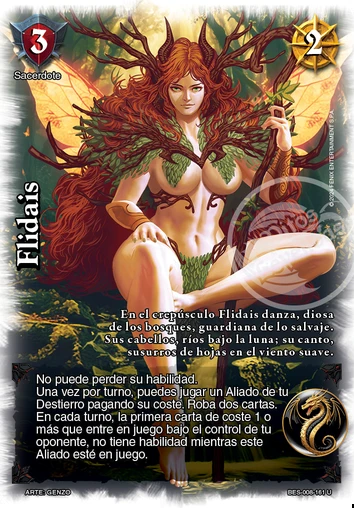 3
2
Sacerdote
Flidais
En el crepúsculo Flidais danza, diosa
de los bosques, guardiana de lo salvaje.
Sus cabellos, ríos bajo la luna; su canto,
susurros de hojas en el viento suave.
No puede perder su habilidad.
Una vez por turno, puedes jugar un Aliado de tu
Destierro pagando su coste. Roba dos cartas.
En cada turno, la primera carta de coste 1 o
más que entre en juego bajo el control de tu
oponente, no tiene habilidad mientras este
Aliado esté en juego.
ARTE: GENZO
BES-008-161 U